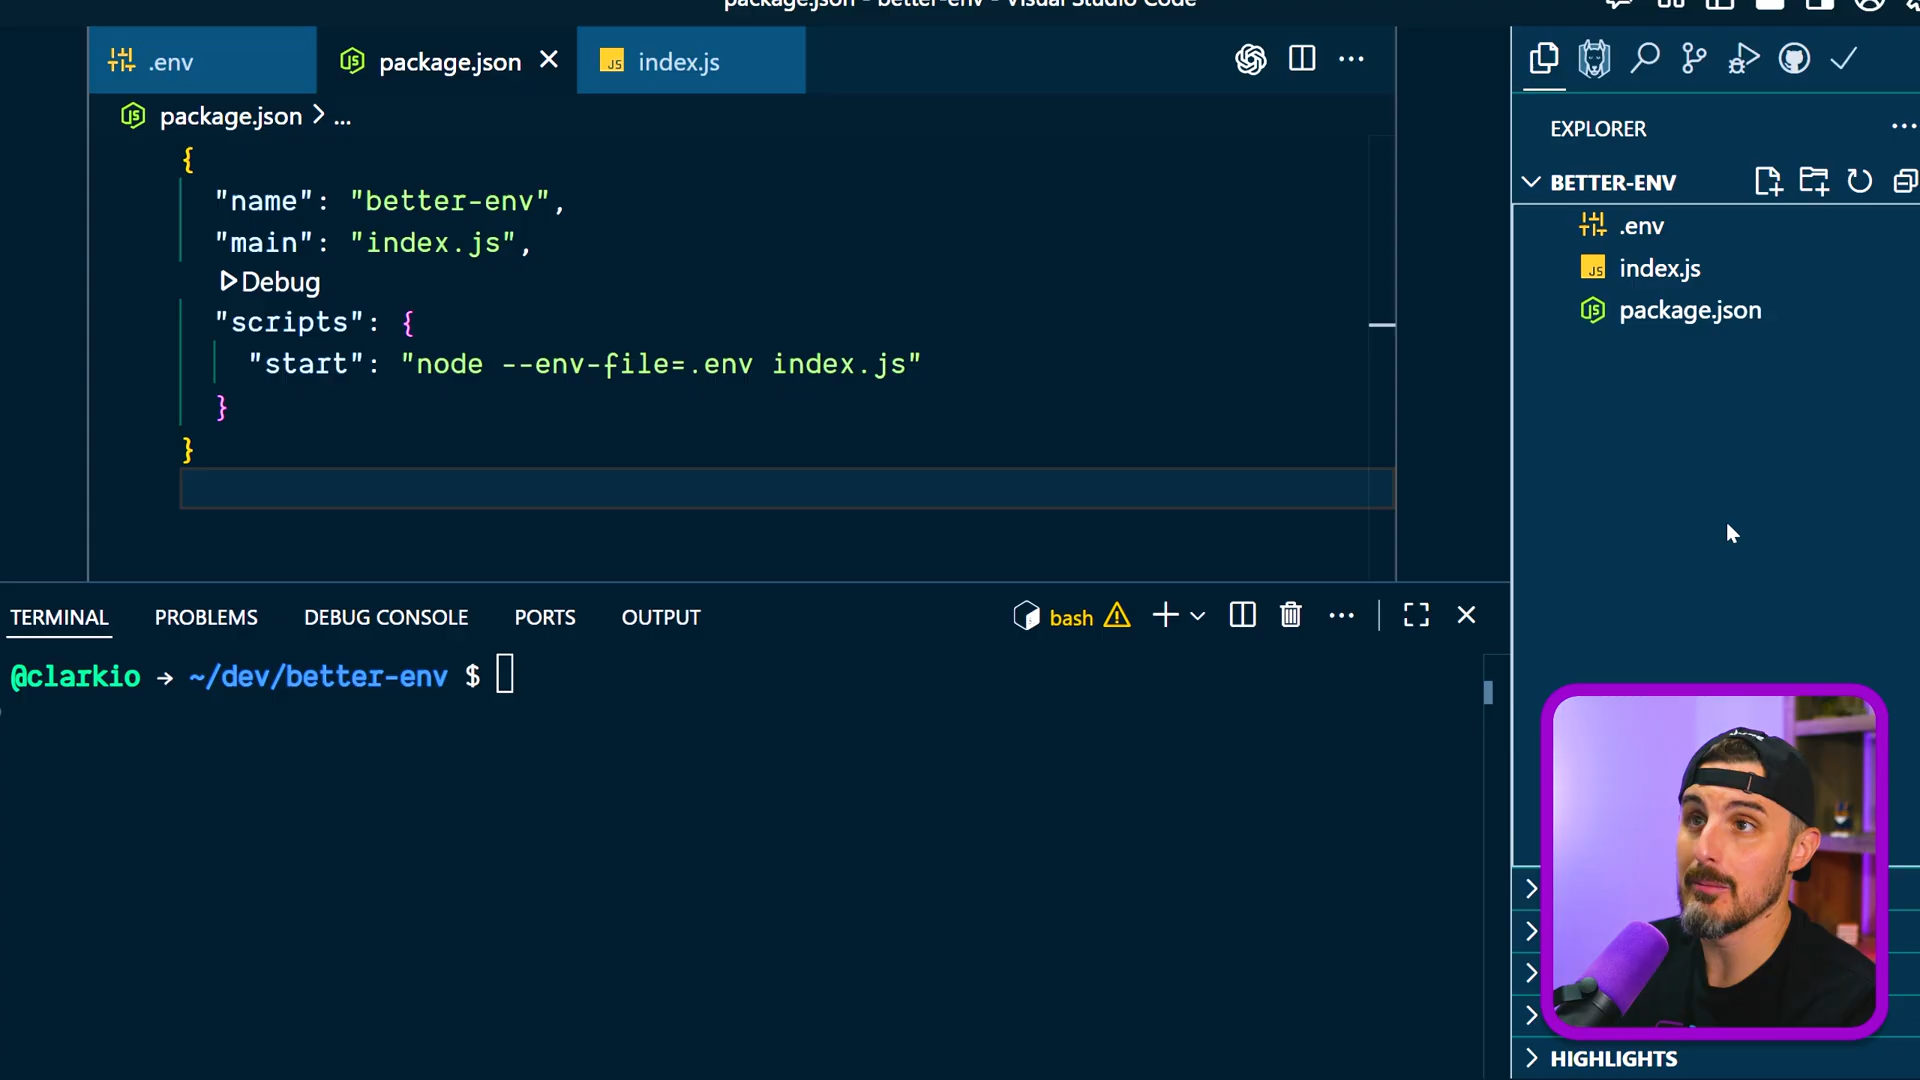 package.json - better-env - Visual Studio Code
.env
package.json
index.js
package.json > ...
{
"name": "better-env",
"main": "index.js",
Debug
"scripts": {
"start": "node --env-file=.env index.js"
}
}
EXPLORER
BETTER-ENV
.env
index.js
package.json
TERMINAL
PROBLEMS
DEBUG CONSOLE
PORTS
OUTPUT
bash
@clarkio → ~/dev/better-env $
HIGHLIGHTS